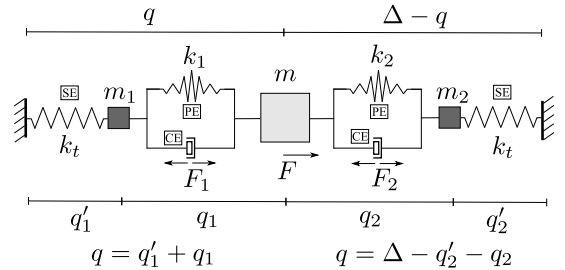 q Δ − q
k₁ m k₂
SE m₁ PE PE m₂ SE
kₜ CE CE kₜ
F₁ F F₂
q′₁ q₁ q₂ q′₂
q = q′₁ + q₁ q = Δ − q′₂ − q₂